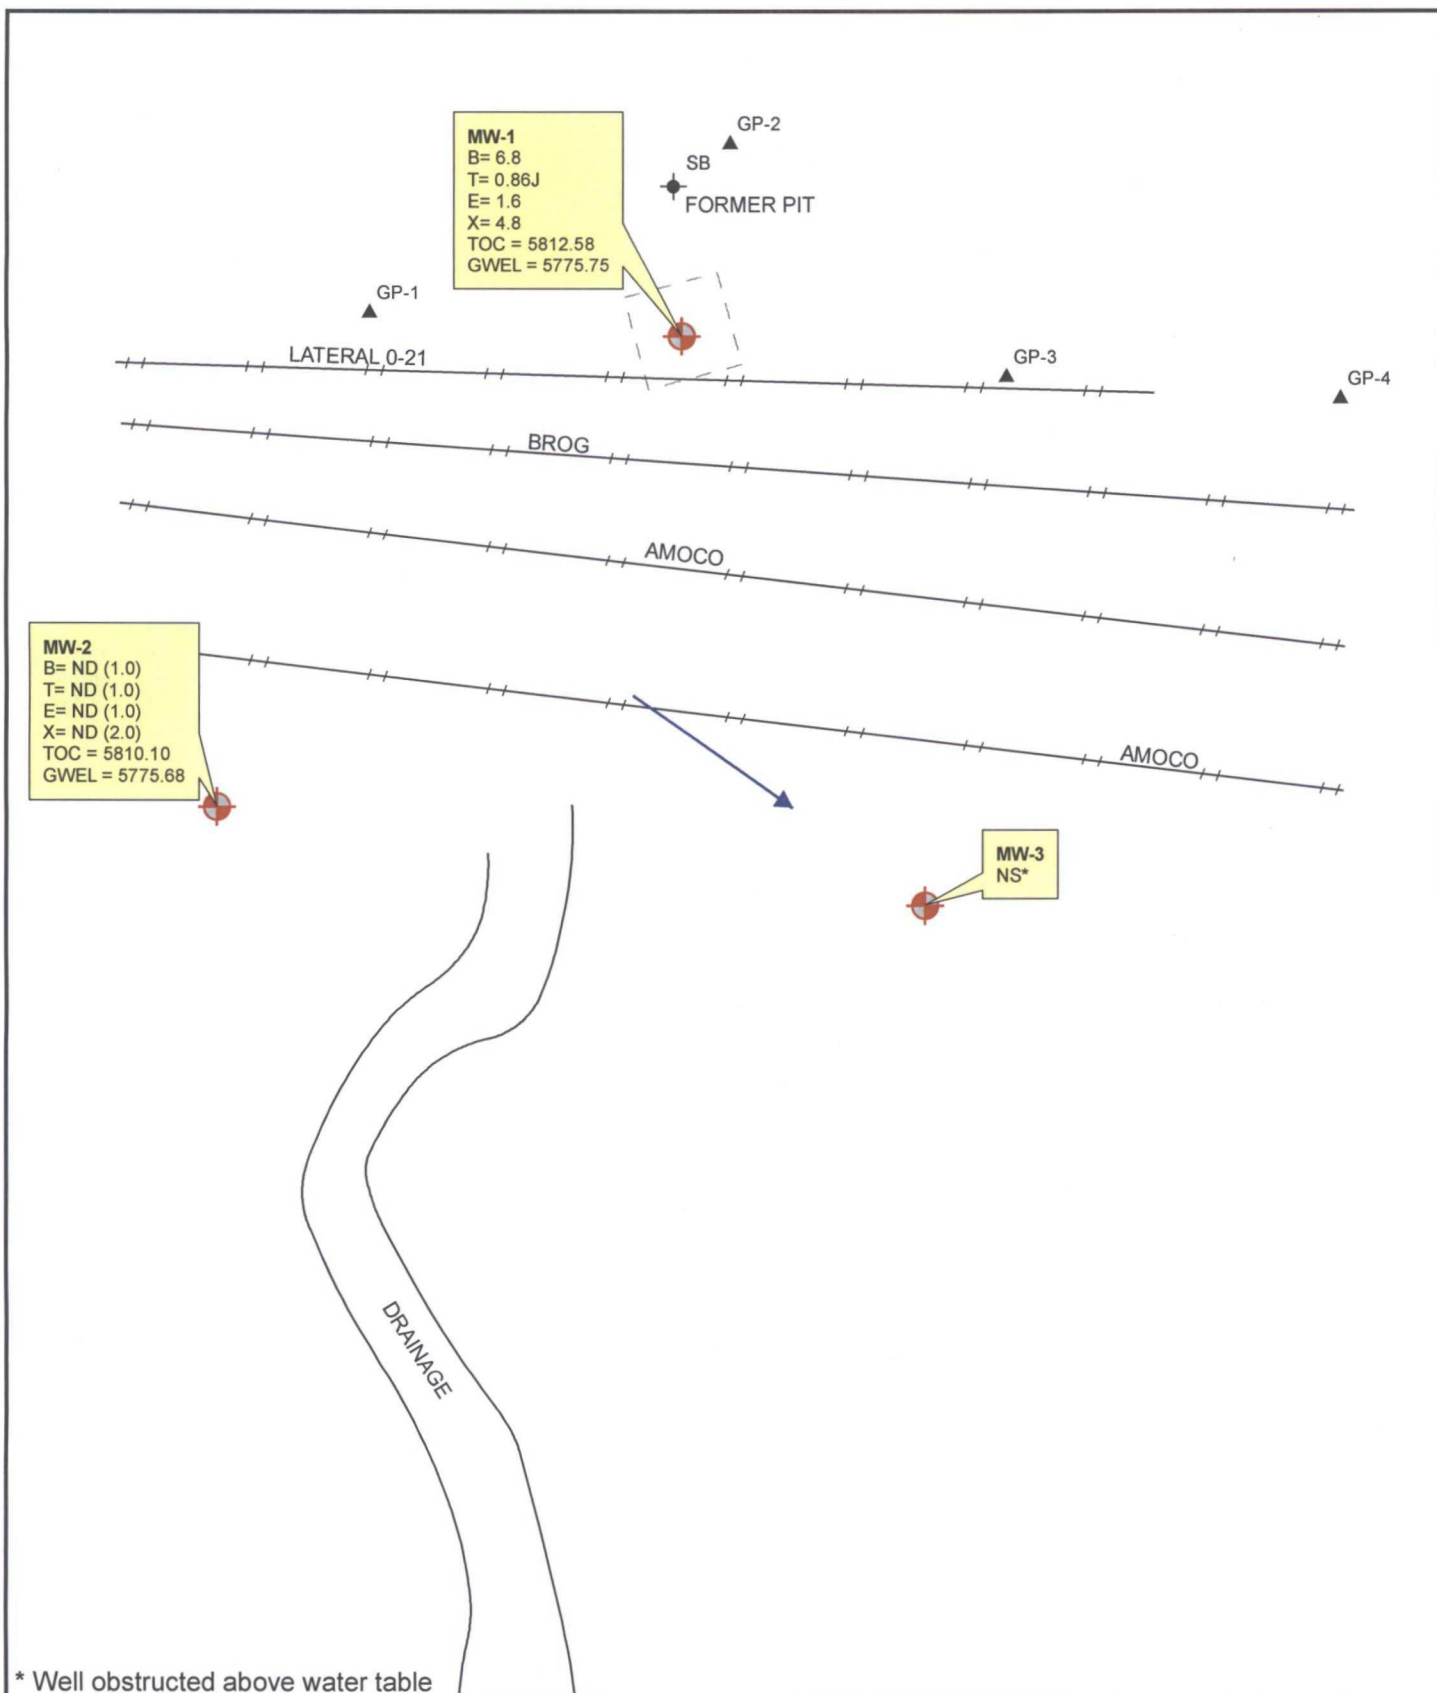 MW-1
B= 6.8
T= 0.86J
E= 1.6
X= 4.8
TOC = 5812.58
GWEL = 5775.75
GP-2
SB
FORMER PIT
GP-1
LATERAL 0-21
GP-3
GP-4
BROG
AMOCO
MW-2
B= ND (1.0)
T= ND (1.0)
E= ND (1.0)
X= ND (2.0)
TOC = 5810.10
GWEL = 5775.68
AMOCO
MW-3
NS*
DRAINAGE
* Well obstructed above water table